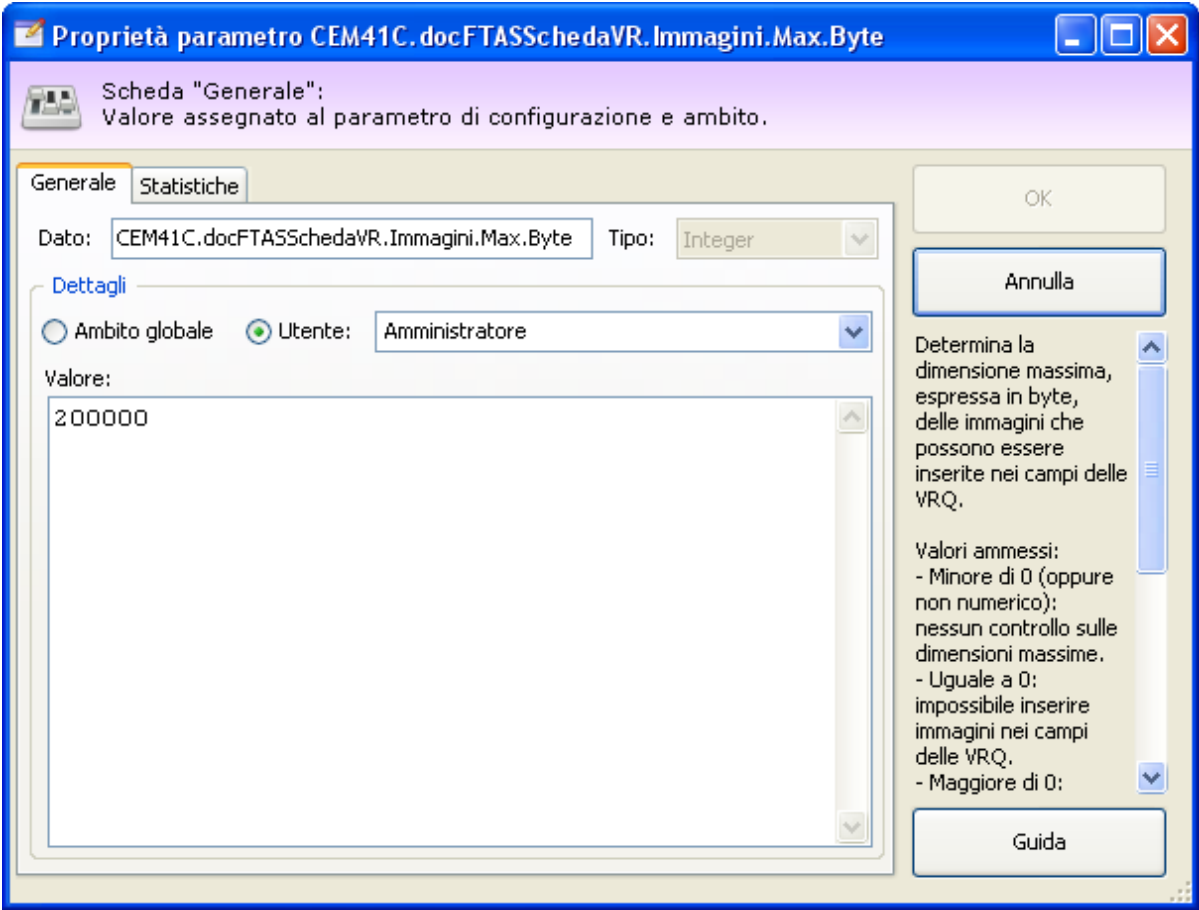 Proprietà parametro CEM41C.docFTASSchedaVR.Immagini.Max.Byte
Scheda "Generale":
Valore assegnato al parametro di configurazione e ambito.
Generale
Statistiche
Dato:
CEM41C.docFTASSchedaVR.Immagini.Max.Byte
Tipo:
Integer
Dettagli
Ambito globale
Utente:
Amministratore
Valore:
200000
OK
Annulla
Determina la
dimensione massima,
espressa in byte,
delle immagini che
possono essere
inserite nei campi delle
VRQ.
Valori ammessi:
- Minore di 0 (oppure
non numerico):
nessun controllo sulle
dimensioni massime.
- Uguale a 0:
impossibile inserire
immagini nei campi
delle VRQ.
- Maggiore di 0:
Guida